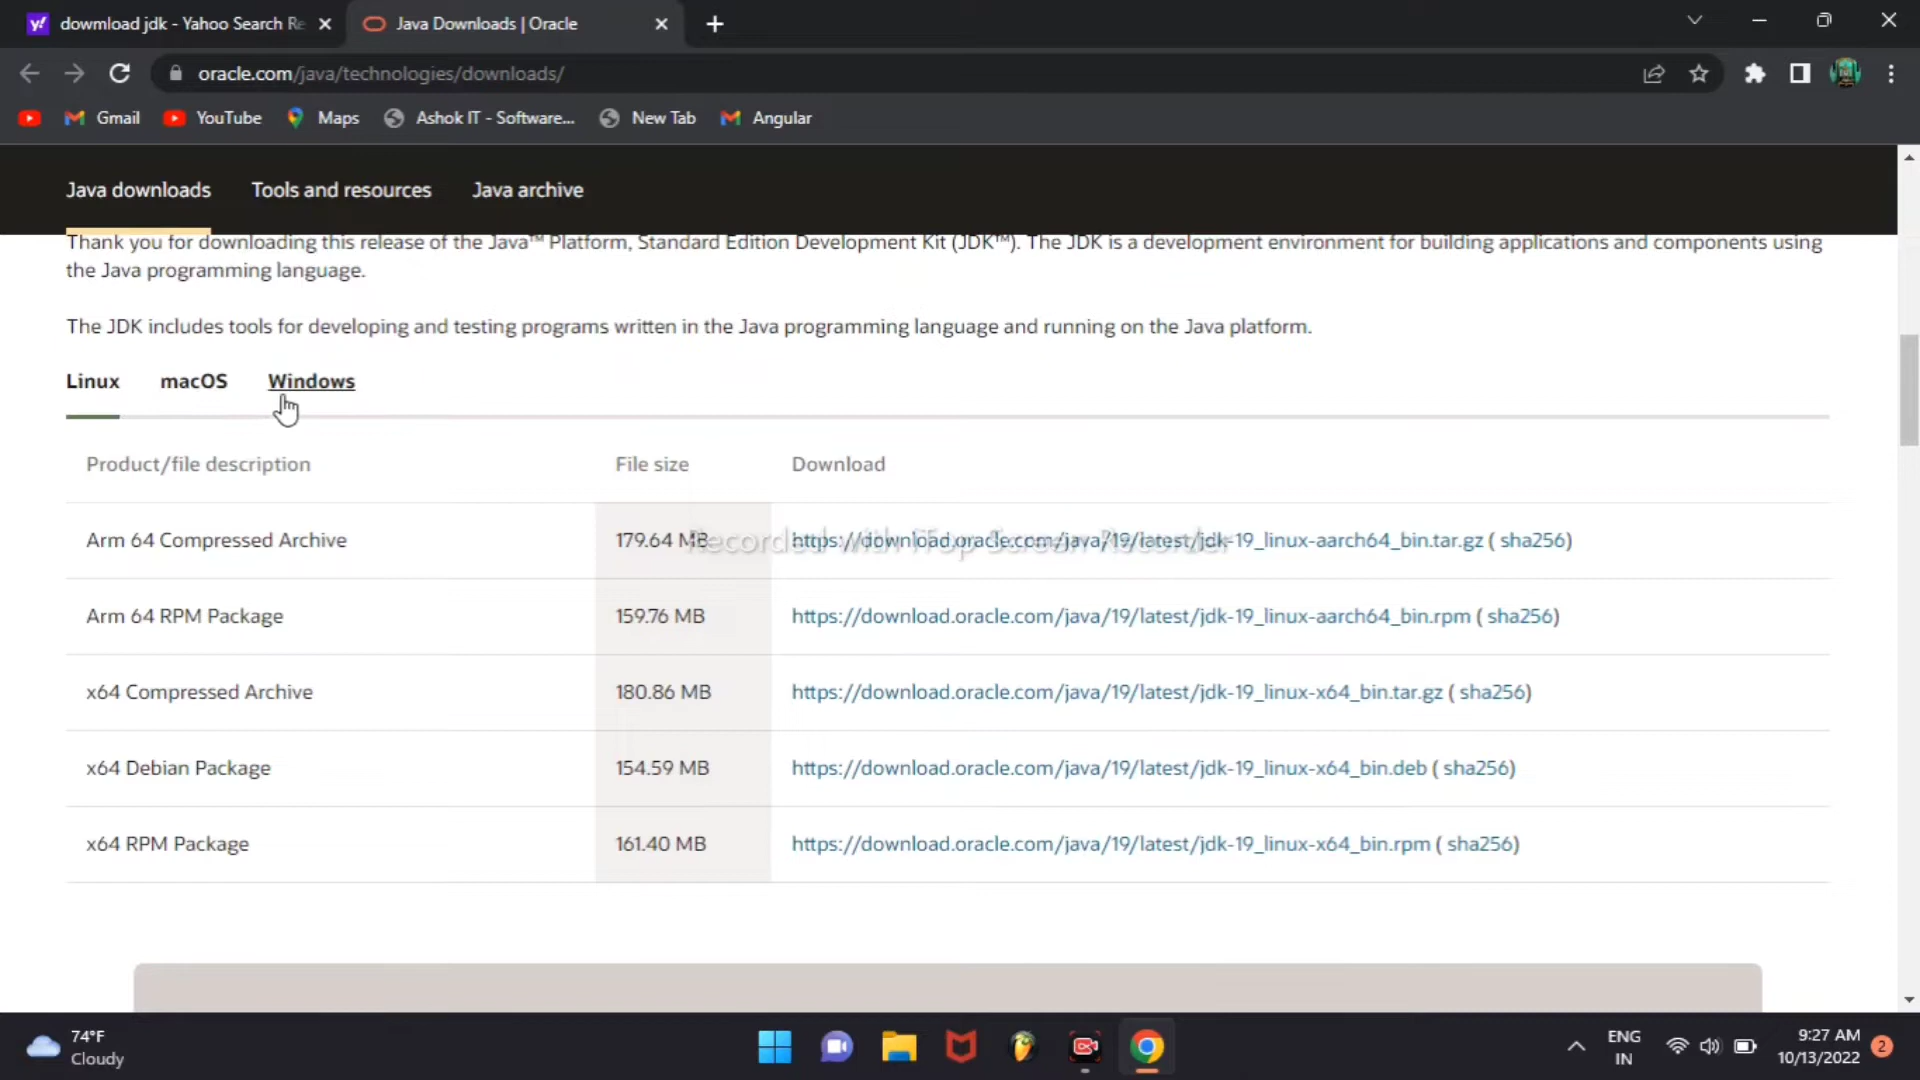 dowmload jdk - Yahoo Search Re
Java Downloads | Oracle
oracle.com/java/technologies/downloads/
Gmail YouTube Maps Ashok IT - Software... New Tab Angular
Java downloads Tools and resources Java archive
Thank you for downloading this release of the Java™ Platform, Standard Edition Development Kit (JDK™). The JDK is a development environment for building applications and components using
the Java programming language.
The JDK includes tools for developing and testing programs written in the Java programming language and running on the Java platform.
Linux macOS Windows
Product/file description File size Download
Arm 64 Compressed Archive 179.64 MB https://download.oracle.com/java/19/latest/jdk-19_linux-aarch64_bin.tar.gz ( sha256)
Recorded with iTop Screen Recorder
Arm 64 RPM Package 159.76 MB https://download.oracle.com/java/19/latest/jdk-19_linux-aarch64_bin.rpm ( sha256)
x64 Compressed Archive 180.86 MB https://download.oracle.com/java/19/latest/jdk-19_linux-x64_bin.tar.gz ( sha256)
x64 Debian Package 154.59 MB https://download.oracle.com/java/19/latest/jdk-19_linux-x64_bin.deb ( sha256)
x64 RPM Package 161.40 MB https://download.oracle.com/java/19/latest/jdk-19_linux-x64_bin.rpm ( sha256)
74°F
Cloudy
ENG
IN
9:27 AM
10/13/2022
2